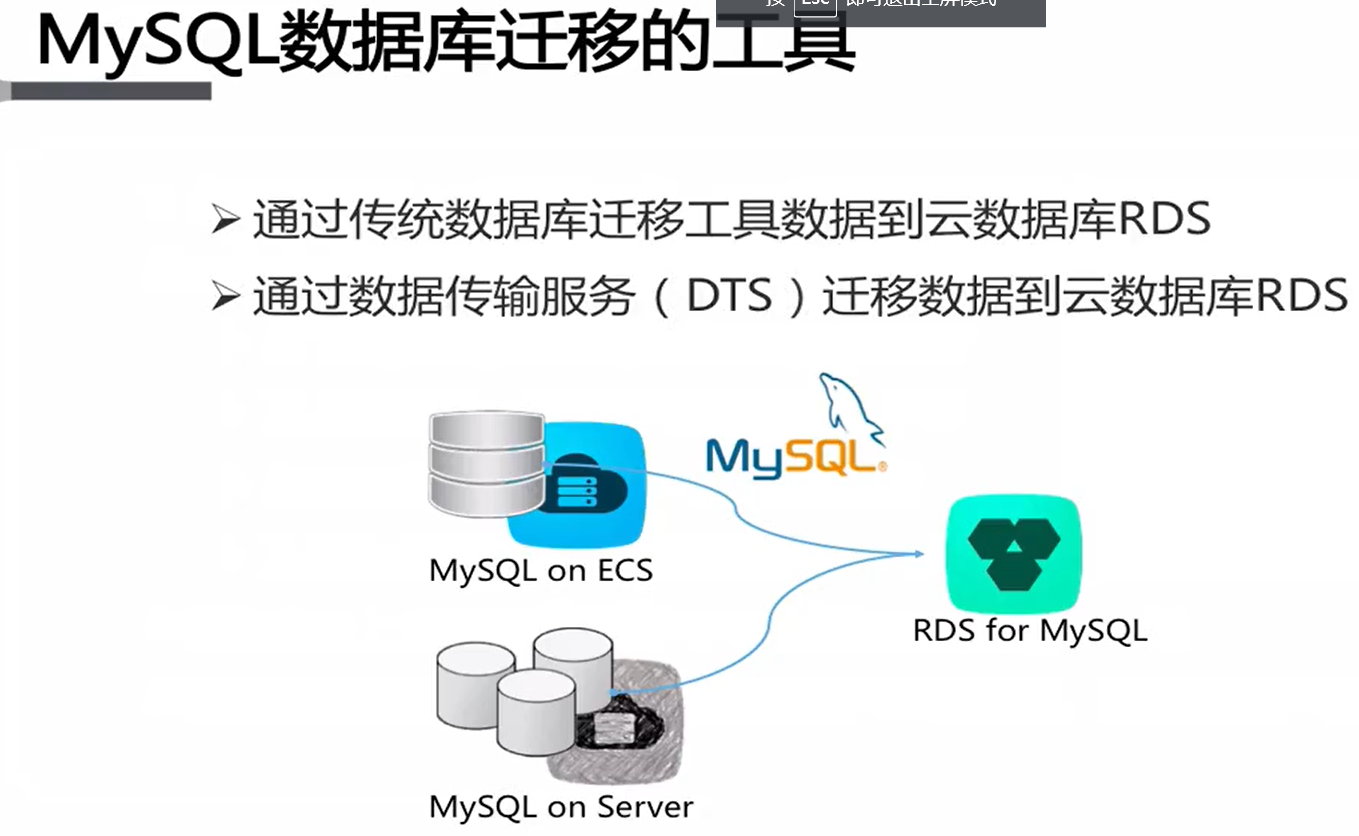 按 Esc 即可退出全屏模式
MySQL数据库迁移的工具
通过传统数据库迁移工具数据到云数据库RDS
通过数据传输服务（DTS）迁移数据到云数据库RDS
MySQL®
MySQL on ECS
RDS for MySQL
MySQL on Server